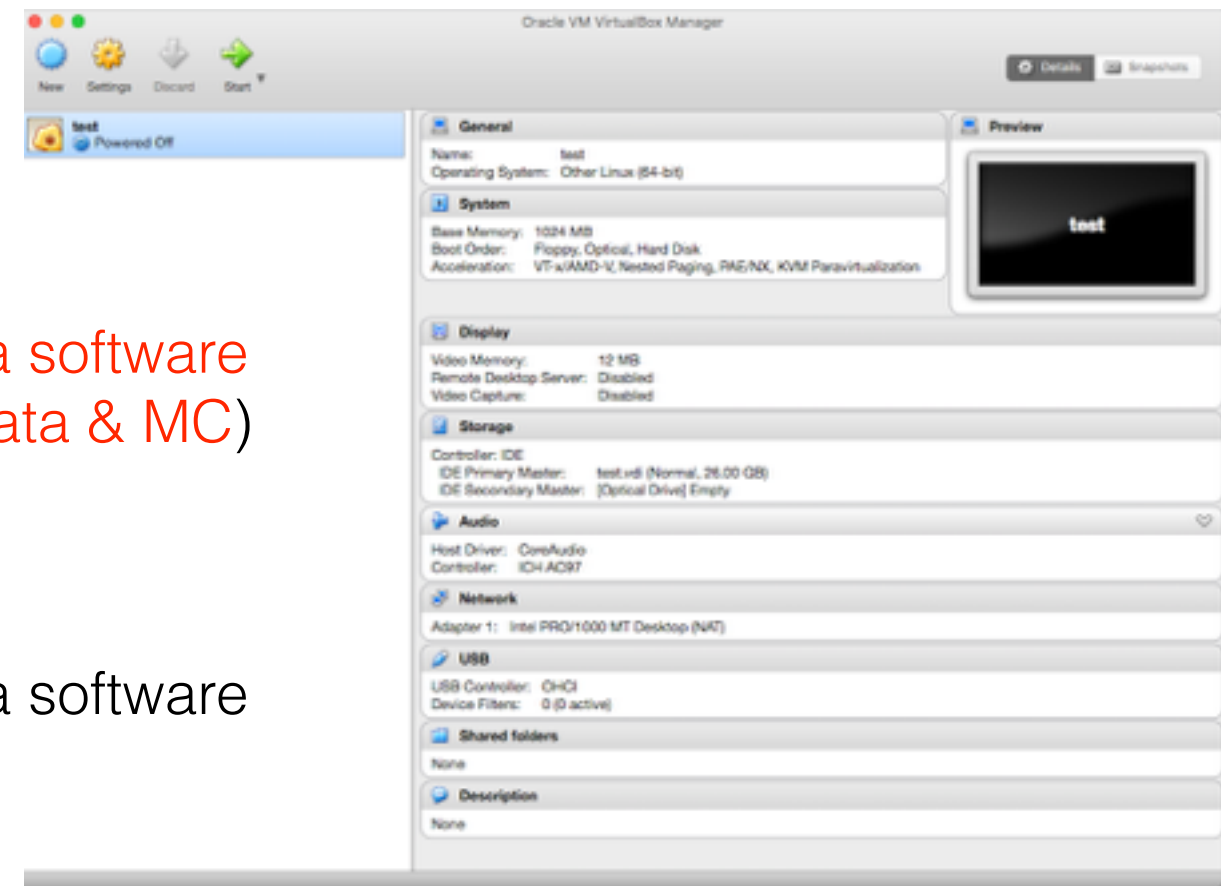 Oracle VM VirtualBox Manager
New Settings Discard Start
Details Snapshots
test
Powered Off
General
Name: test
Operating System: Other Linux (64-bit)
Preview
test
System
Base Memory: 1024 MB
Boot Order: Floppy, Optical, Hard Disk
Acceleration: VT-x/AMD-V, Nested Paging, PAE/NX, KVM Paravirtualization
a software
ata & MC)
a software
Display
Video Memory: 12 MB
Remote Desktop Server: Disabled
Video Capture: Disabled
Storage
Controller: IDE
IDE Primary Master: test.vdi (Normal, 26.00 GB)
IDE Secondary Master: [Optical Drive] Empty
Audio
Host Driver: CoreAudio
Controller: ICH AC97
Network
Adapter 1: Intel PRO/1000 MT Desktop (NAT)
USB
USB Controller: OHCI
Device Filters: 0 (0 active)
Shared folders
None
Description
None